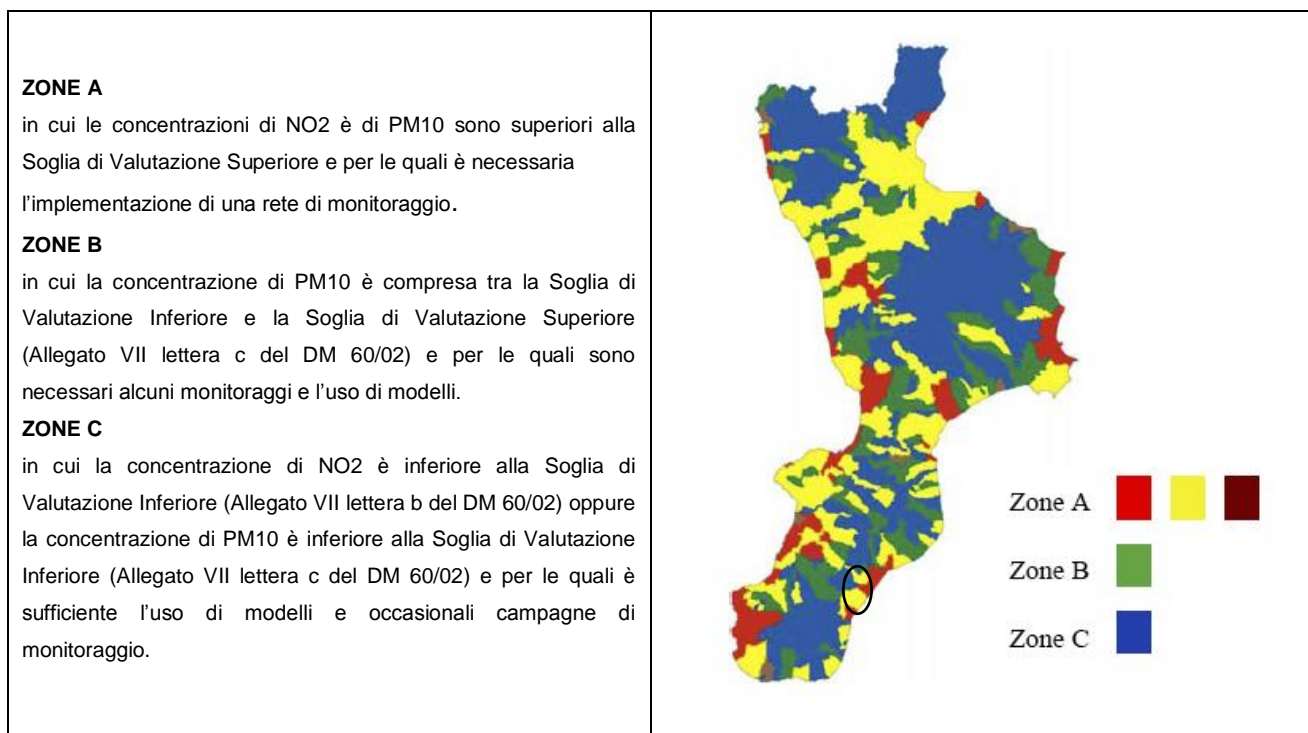 ZONE A
in cui le concentrazioni di NO2 è di PM10 sono superiori alla
Soglia di Valutazione Superiore e per le quali è necessaria
l'implementazione di una rete di monitoraggio.
ZONE B
in cui la concentrazione di PM10 è compresa tra la Soglia di
Valutazione Inferiore e la Soglia di Valutazione Superiore
(Allegato VII lettera c del DM 60/02) e per le quali sono
necessari alcuni monitoraggi e l'uso di modelli.
ZONE C
in cui la concentrazione di NO2 è inferiore alla Soglia di
Valutazione Inferiore (Allegato VII lettera b del DM 60/02) oppure
la concentrazione di PM10 è inferiore alla Soglia di Valutazione
Inferiore (Allegato VII lettera c del DM 60/02) e per le quali è
sufficiente l'uso di modelli e occasionali campagne di
monitoraggio.
Zone A
Zone B
Zone C